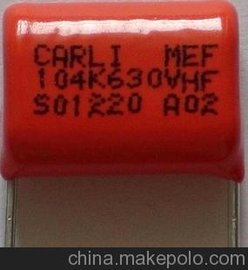 CARLI MEF
104K630VHF
S01220 A02
china.makepolo.com